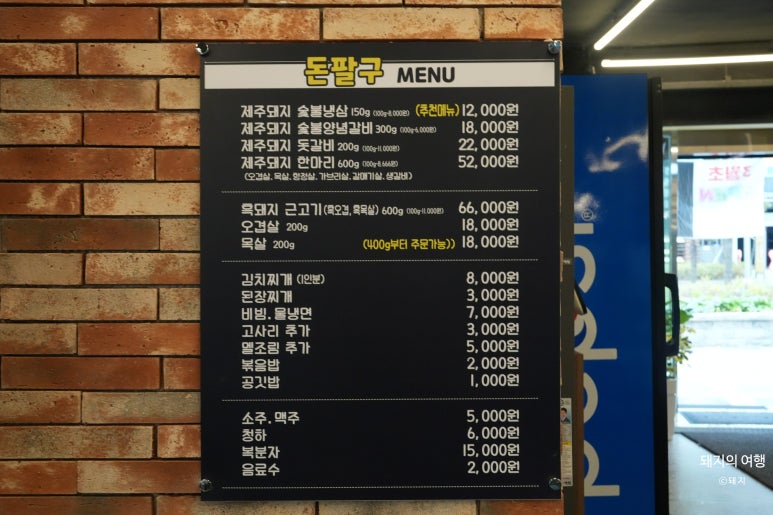 돈팔구 MENU
제주돼지 숯불냉삼 150g (100g-8,000원) (추천메뉴) 12,000원
제주돼지 숯불양념갈비 300g (100g-6,000원) 18,000원
제주돼지 돗갈비 200g (100g-11,000원) 22,000원
제주돼지 한마리 600g (100g-8,666원) 52,000원
(오겹살, 목살, 항정살, 가브리살, 갈매기살, 생갈비)
흑돼지 근고기(흑오겹,흑목살) 600g (100g-11,000원) 66,000원
오겹살 200g 18,000원
목살 200g (400g부터 주문가능)) 18,000원
김치찌개 (1인분) 8,000원
된장찌개 3,000원
비빔.물냉면 7,000원
고사리 추가 3,000원
멜조림 추가 5,000원
볶음밥 2,000원
공깃밥 1,000원
소주.맥주 5,000원
청하 6,000원
복분자 15,000원
음료수 2,000원
pepsi
3월초
돼지의 여행
©돼지